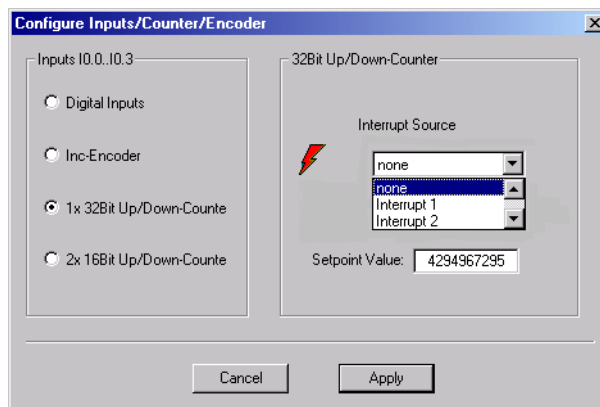 Configure Inputs/Counter/Encoder
Inputs I0.0..I0.3
Digital Inputs
Inc-Encoder
1x 32Bit Up/Down-Counte
2x 16Bit Up/Down-Counte
32Bit Up/Down-Counter
Interrupt Source
none
none
Interrupt 1
Interrupt 2
Setpoint Value: 4294967295
Cancel
Apply